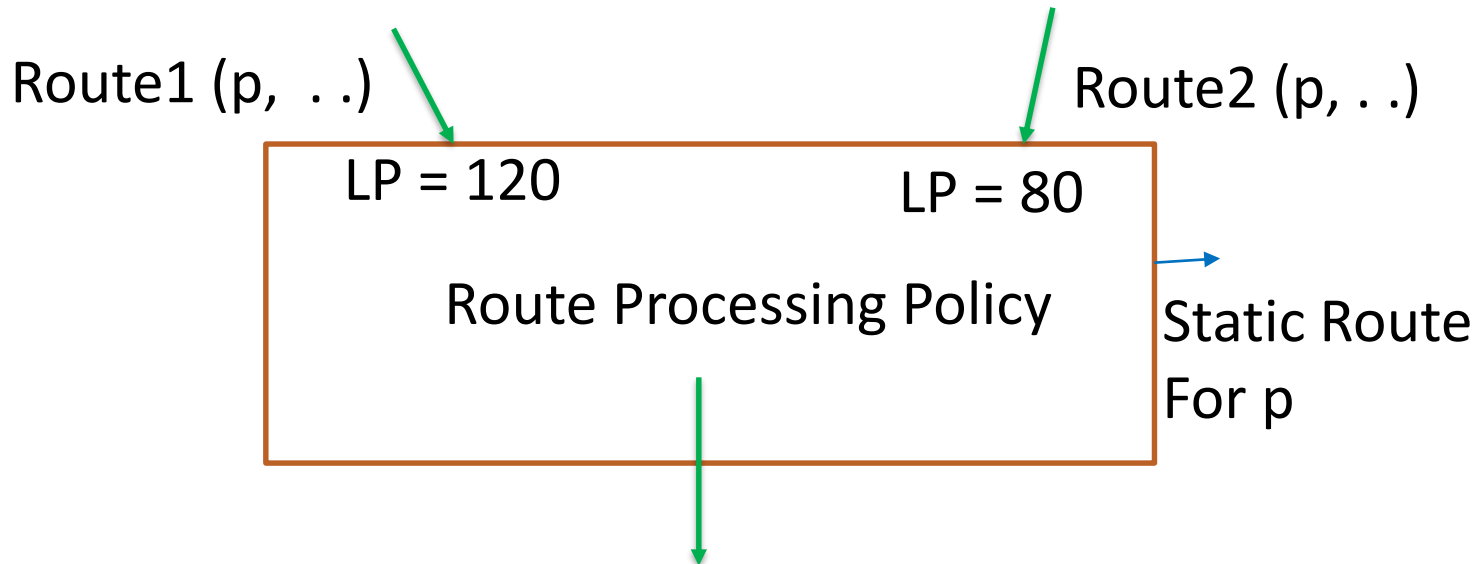 Route1 (p,  . .)
Route2 (p, . .)
LP = 120
LP = 80
Route Processing Policy
Static Route
For p